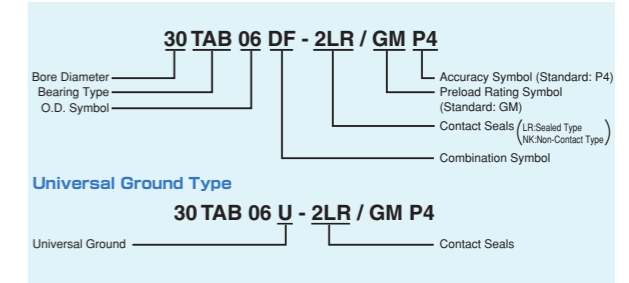 30 TAB 06 DF - 2LR / GM P4
Bore Diameter
Bearing Type
O.D. Symbol
Accuracy Symbol (Standard: P4)
Preload Rating Symbol
(Standard: GM)
Contact Seals (LR:Sealed Type
NK:Non-Contact Type)
Combination Symbol
Universal Ground Type
30 TAB 06 U - 2LR / GM P4
Universal Ground
Contact Seals